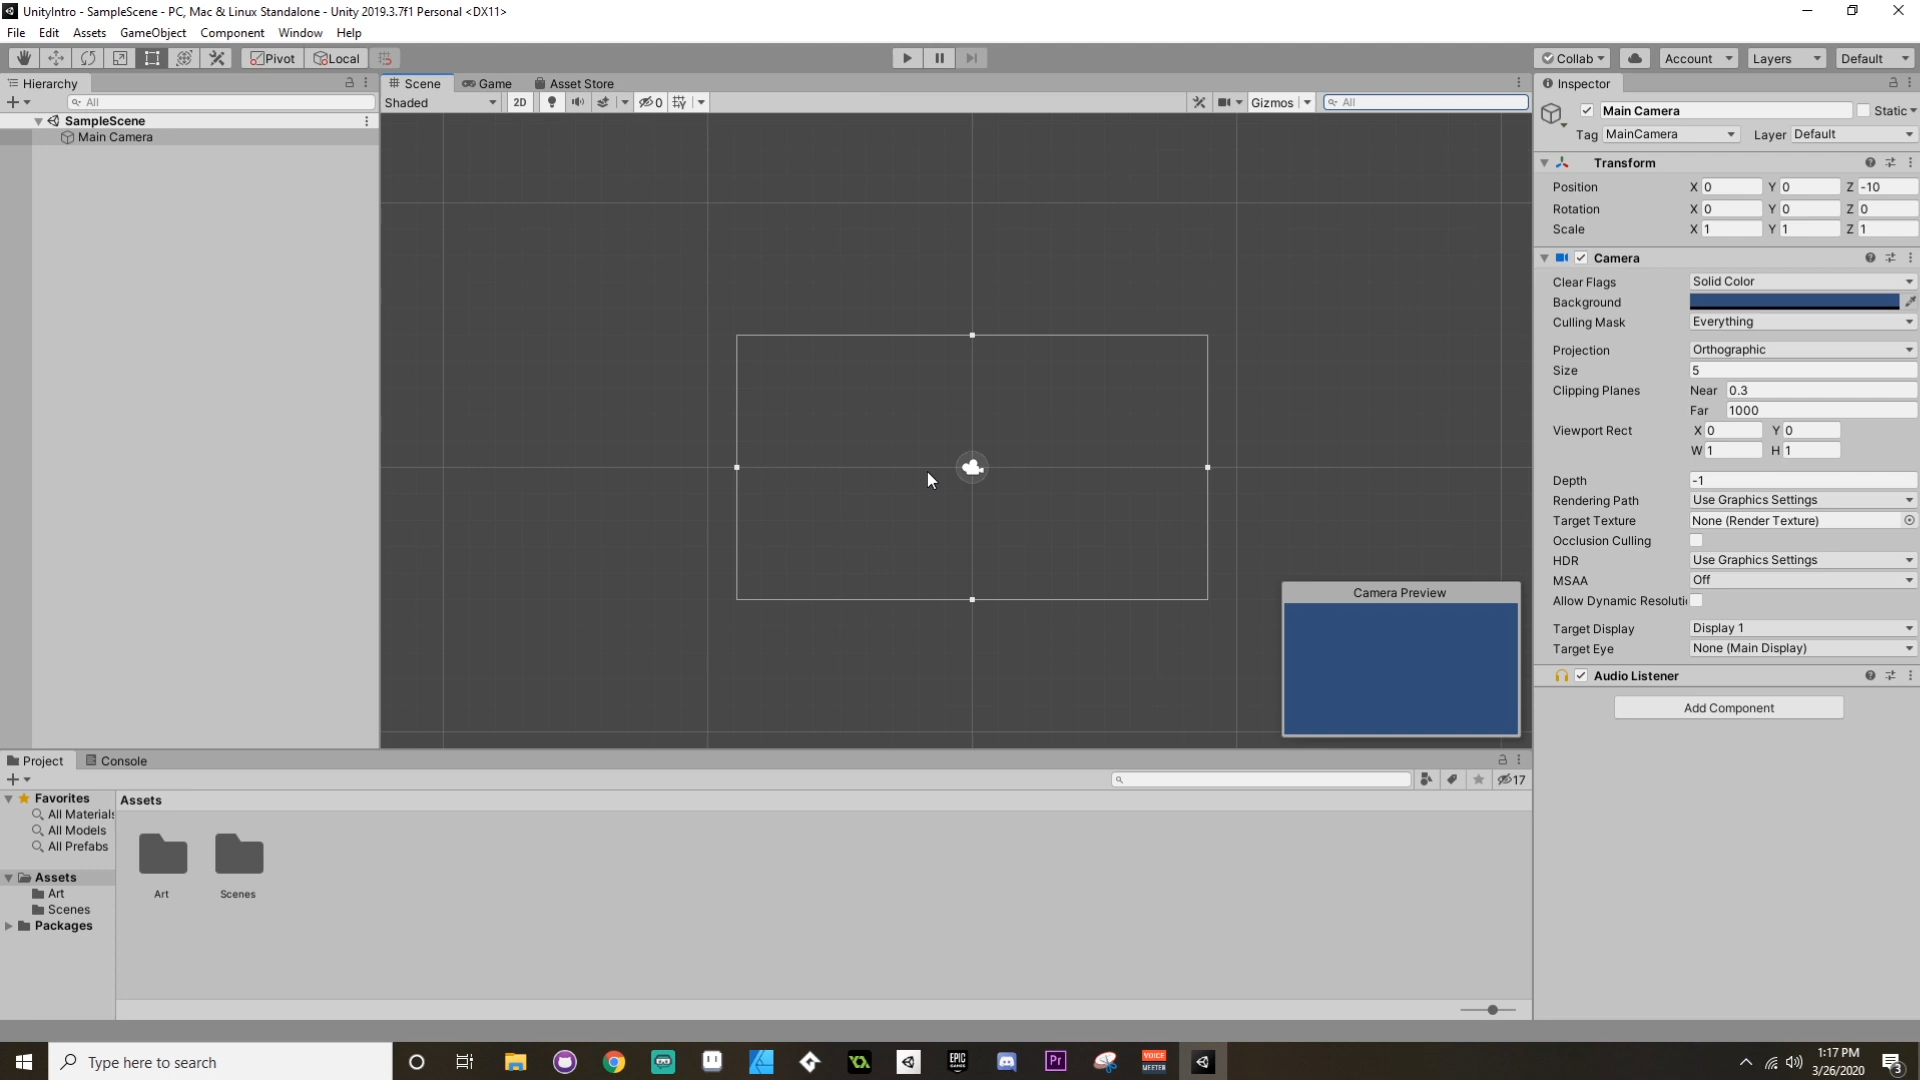 UnityIntro - SampleScene - PC, Mac & Linux Standalone - Unity 2019.3.7f1 Personal <DX11>
File Edit Assets GameObject Component Window Help
Pivot Local Collab Account Layers Default
Hierarchy Scene Game Asset Store Inspector
All Shaded 2D 0 Gizmos All
SampleScene
Main Camera
Main Camera Static
Tag MainCamera Layer Default
Transform
Position X 0 Y 0 Z -10
Rotation X 0 Y 0 Z 0
Scale X 1 Y 1 Z 1
Camera
Clear Flags Solid Color
Background
Culling Mask Everything
Projection Orthographic
Size 5
Clipping Planes Near 0.3
Far 1000
Viewport Rect X 0 Y 0
W 1 H 1
Depth -1
Rendering Path Use Graphics Settings
Target Texture None (Render Texture)
Occlusion Culling
HDR Use Graphics Settings
MSAA Off
Allow Dynamic Resoluti
Target Display Display 1
Target Eye None (Main Display)
Audio Listener
Add Component
Camera Preview
Project Console
17
Favorites
All Materials
All Models
All Prefabs
Assets
Art
Scenes
Packages
Assets
Art Scenes
Type here to search
EPIC GAMES
Pr
VOICE MEETER
1:17 PM
3/26/2020
3